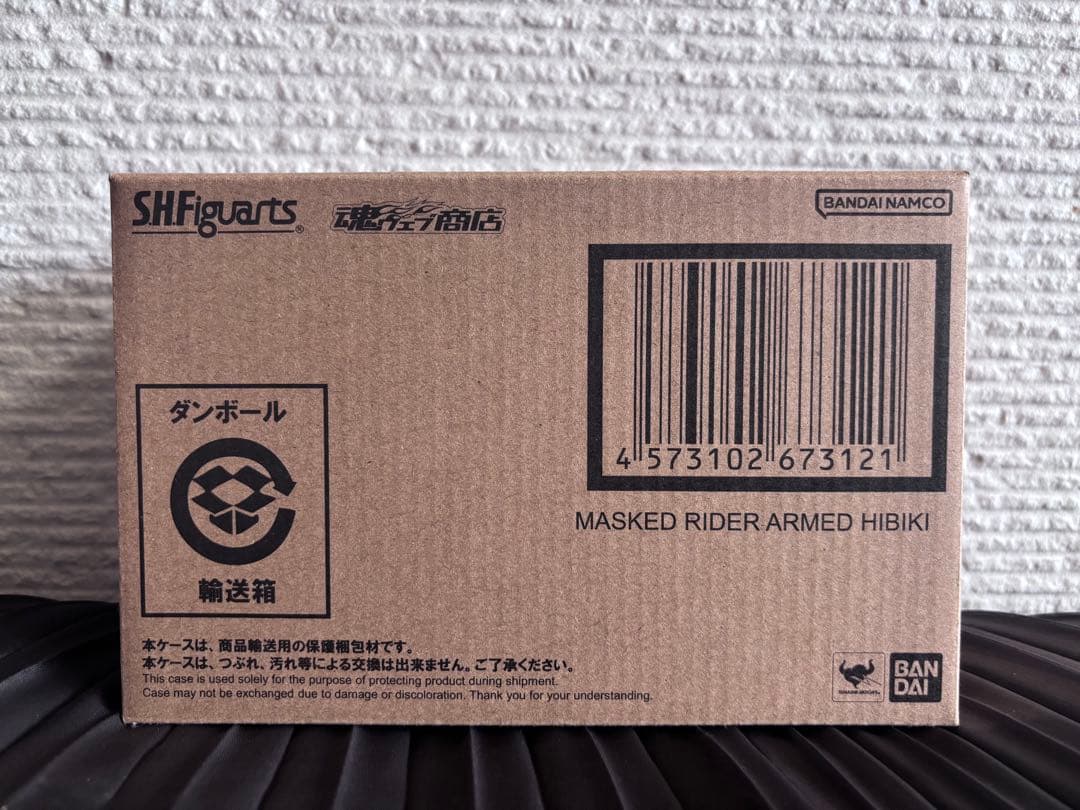 S.H.Figuarts®
魂ウェブ商店
BANDAI NAMCO
4 573102 673121
MASKED RIDER ARMED HIBIKI
ダンボール
輸送箱
本ケースは、商品輸送用の保護梱包材です。
本ケースは、つぶれ、汚れ等による交換は出来ません。ご了承ください。
This case is used solely for the purpose of protecting product during shipment.
Case may not be exchanged due to damage or discoloration. Thank you for your understanding.
BAN
DAI